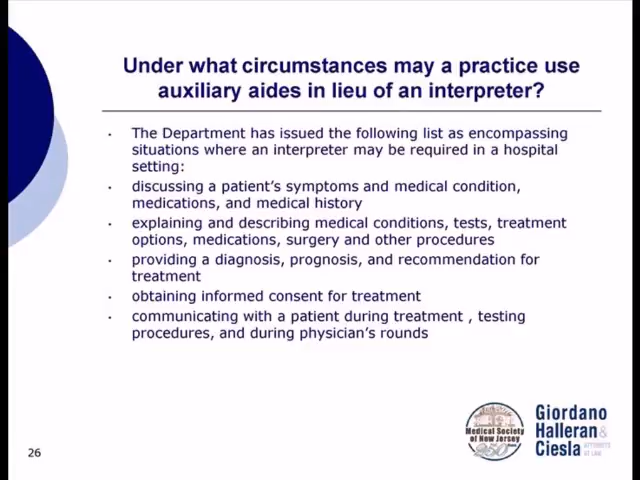 Under what circumstances may a practice use
auxiliary aides in lieu of an interpreter?
• The Department has issued the following list as encompassing
situations where an interpreter may be required in a hospital
setting:
• discussing a patient's symptoms and medical condition,
medications, and medical history
• explaining and describing medical conditions, tests, treatment
options, medications, surgery and other procedures
• providing a diagnosis, prognosis, and recommendation for
treatment
• obtaining informed consent for treatment
• communicating with a patient during treatment , testing
procedures, and during physician's rounds
Medical Society
of New Jersey
250
Giordano
Halleran &
Ciesla
ATTORNEYS
AT LAW
26